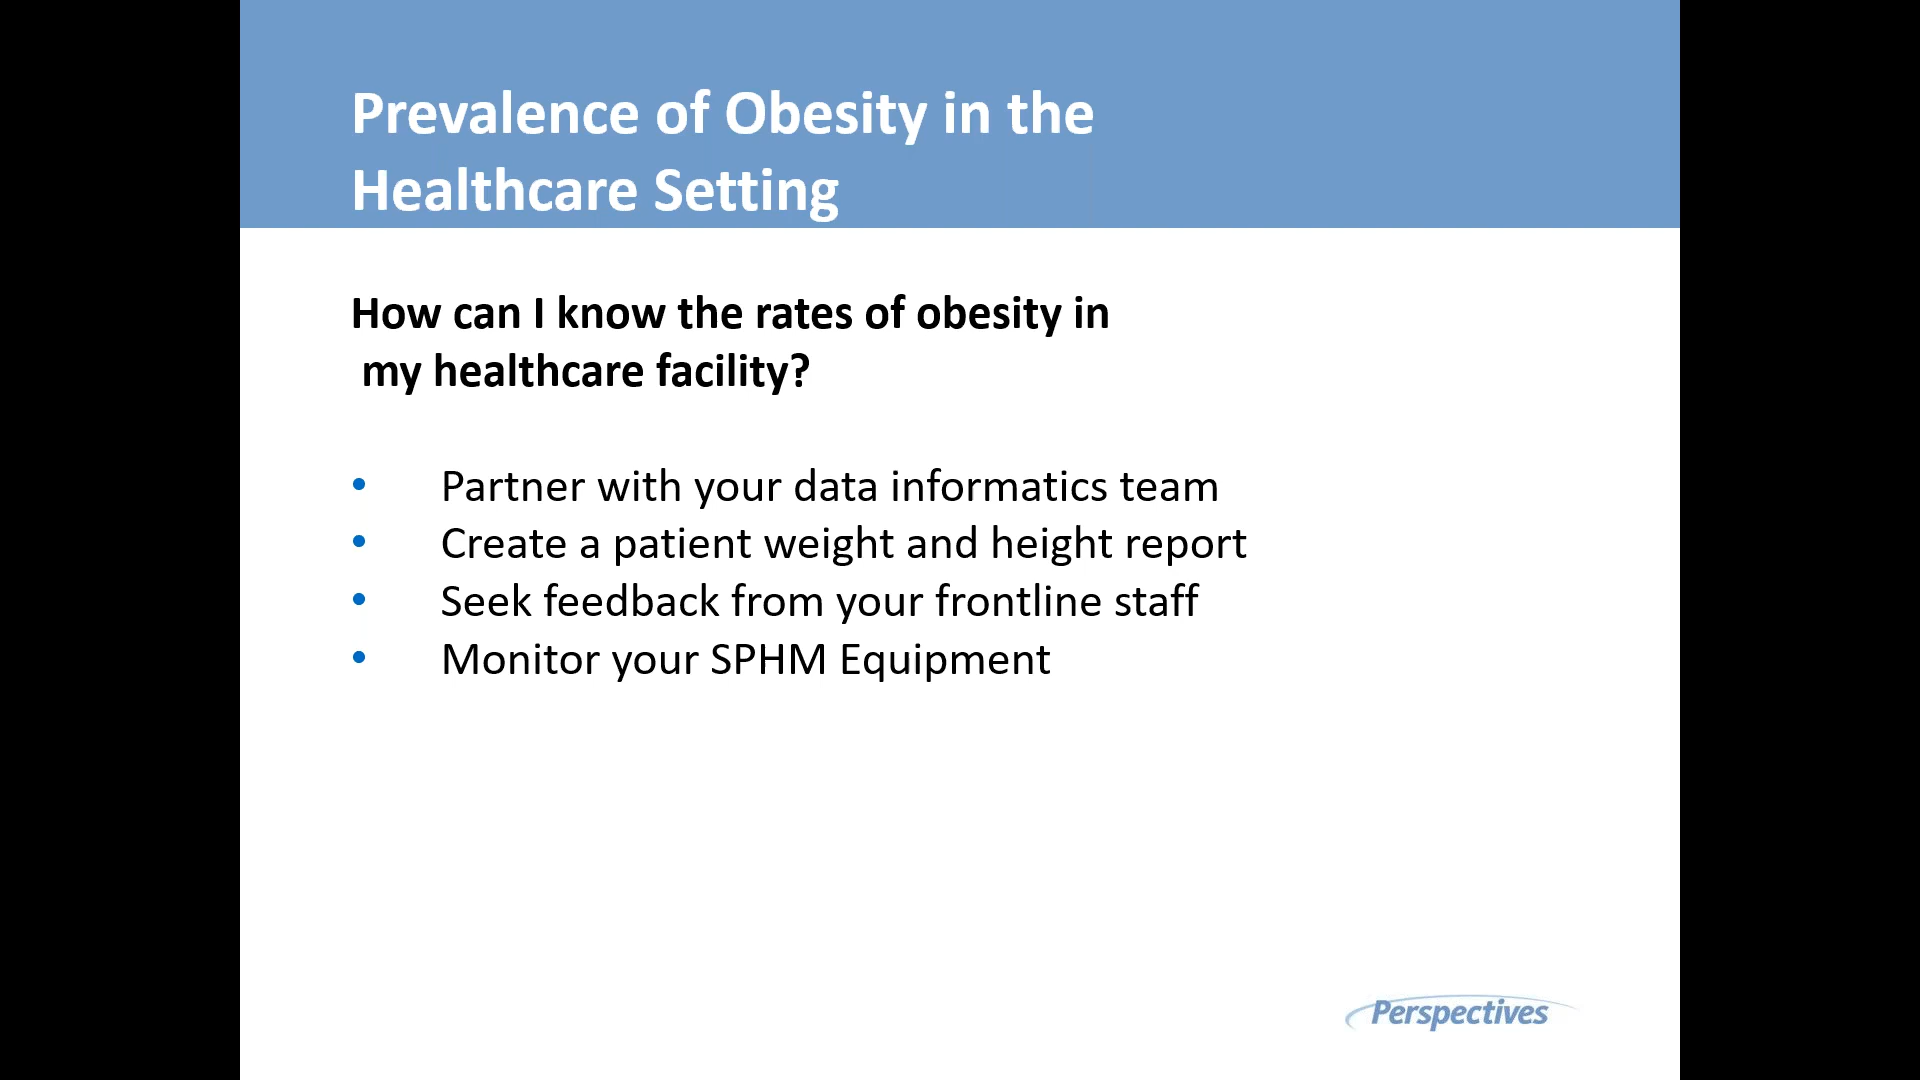 Prevalence of Obesity in the
Healthcare Setting
How can I know the rates of obesity in
my healthcare facility?
• Partner with your data informatics team
• Create a patient weight and height report
• Seek feedback from your frontline staff
• Monitor your SPHM Equipment
Perspectives